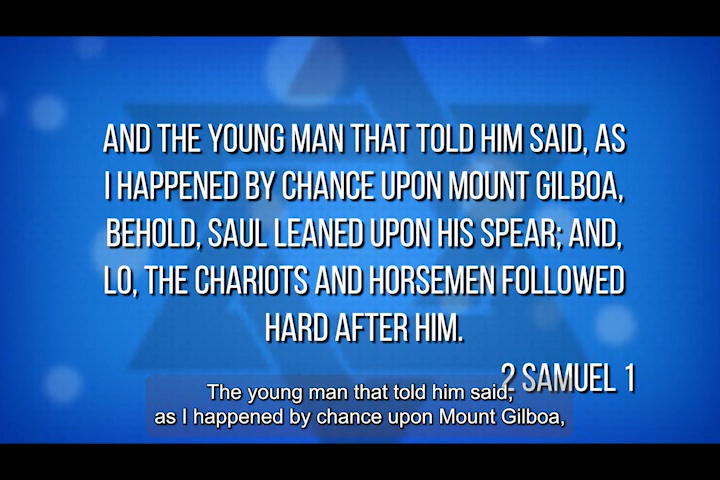 AND THE YOUNG MAN THAT TOLD HIM SAID, AS
I HAPPENED BY CHANCE UPON MOUNT GILBOA,
BEHOLD, SAUL LEANED UPON HIS SPEAR; AND,
LO, THE CHARIOTS AND HORSEMEN FOLLOWED
HARD AFTER HIM.
2 SAMUEL 1
The young man that told him said,
as I happened by chance upon Mount Gilboa,